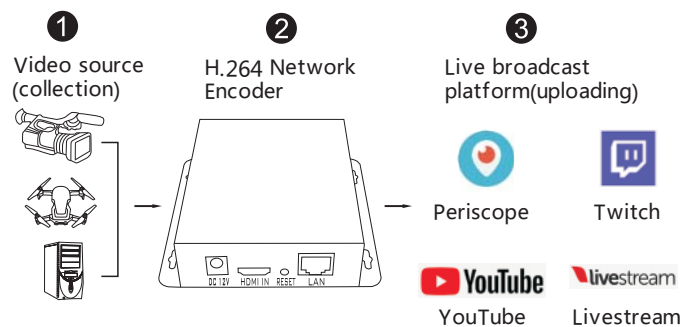 1
Video source
(collection)
2
H.264 Network
Encoder
DC 12V HDMI IN RESET LAN
3
Live broadcast
platform(uploading)
Periscope
Twitch
YouTube
YouTube
livestream
Livestream